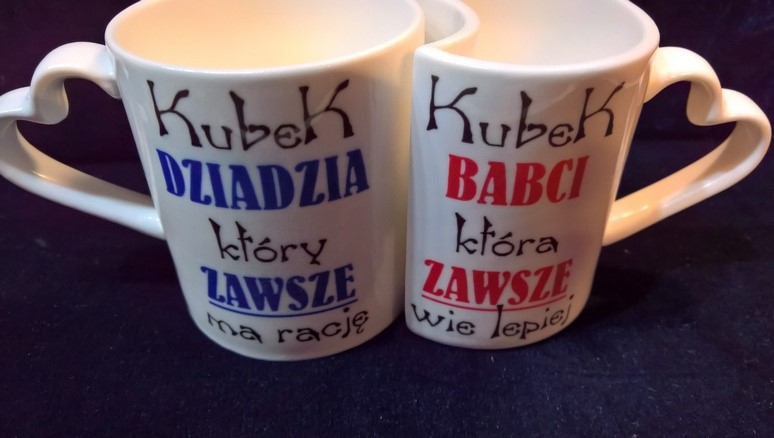 Kubek
DZIADZIA
który
ZAWSZE
ma rację
Kubek
BABCI
która
ZAWSZE
wie lepiej